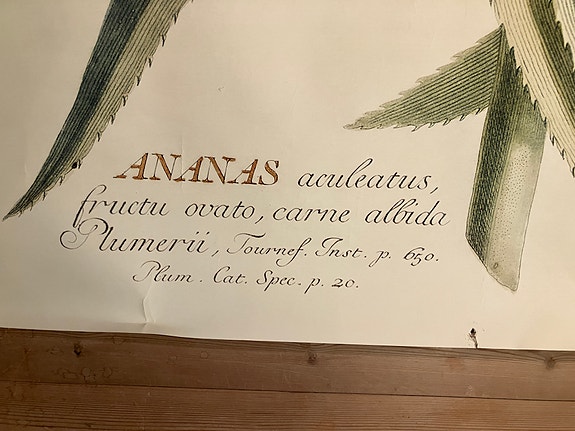 ANANAS aculeatus,
fructu ovato, carne albida
Plumerii, Tournef. Inst. p. 650.
Plum. Cat. Spec. p. 20.